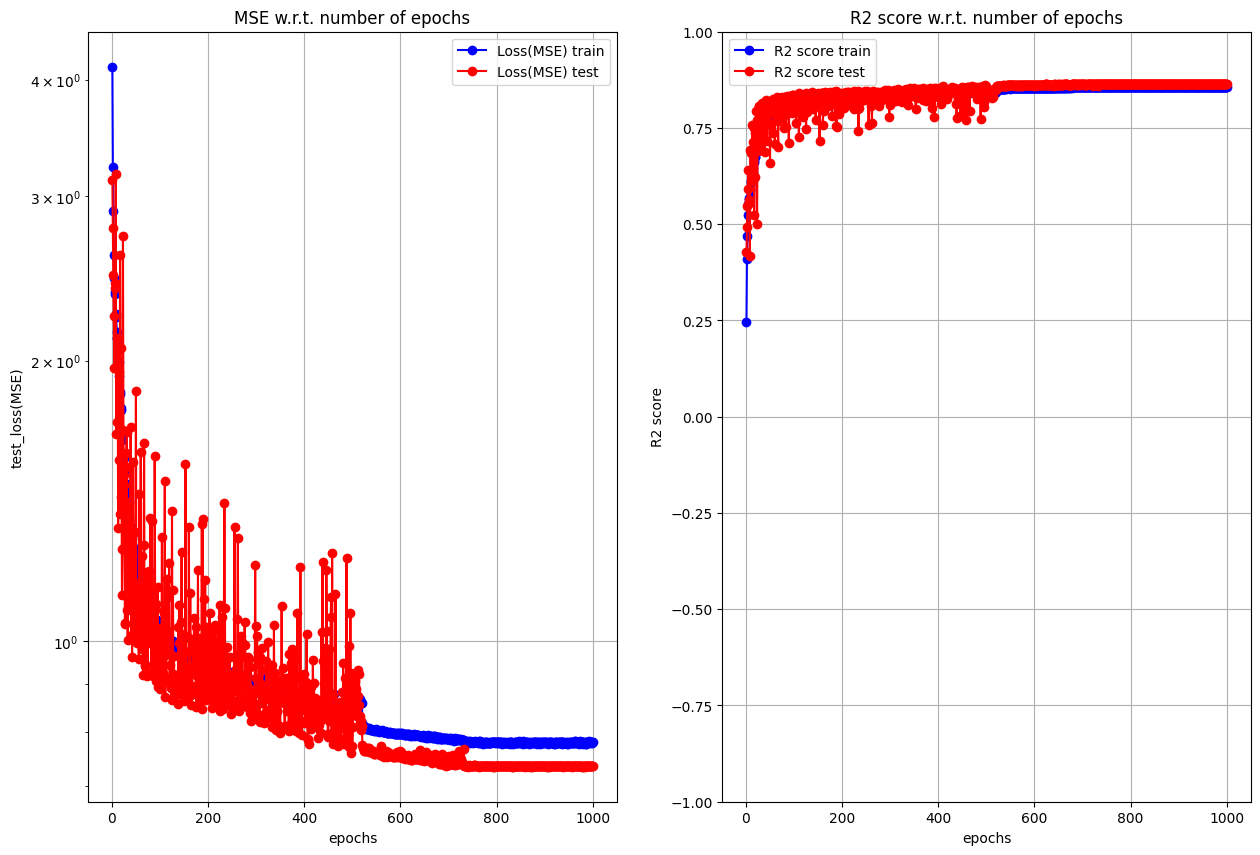 MSE w.r.t. number of epochs
Loss(MSE) train
Loss(MSE) test
4 × 10⁰
3 × 10⁰
2 × 10⁰
10⁰
test_loss(MSE)
0 200 400 600 800 1000
epochs
R2 score w.r.t. number of epochs
R2 score train
R2 score test
1.00
0.75
0.50
0.25
0.00
−0.25
−0.50
−0.75
−1.00
R2 score
0 200 400 600 800 1000
epochs